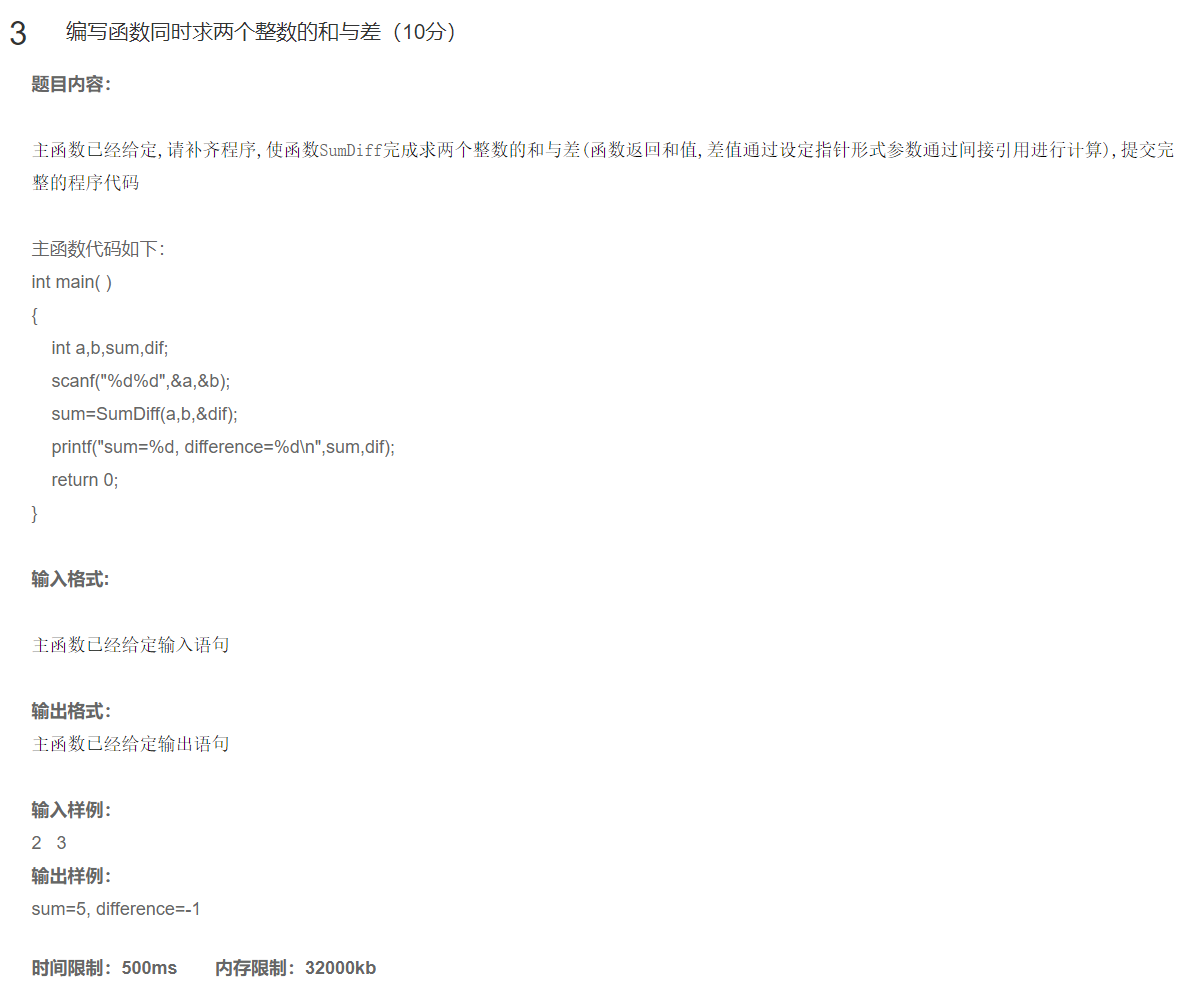 3 编写函数同时求两个整数的和与差（10分）
题目内容：
主函数已经给定,请补齐程序,使函数SumDiff完成求两个整数的和与差(函数返回和值,差值通过设定指针形式参数通过间接引用进行计算),提交完
整的程序代码
主函数代码如下：
int main( )
{
int a,b,sum,dif;
scanf("%d%d",&a,&b);
sum=SumDiff(a,b,&dif);
printf("sum=%d, difference=%d\n",sum,dif);
return 0;
}
输入格式:
主函数已经给定输入语句
输出格式：
主函数已经给定输出语句
输入样例：
2 3
输出样例：
sum=5, difference=-1
时间限制：500ms 内存限制：32000kb